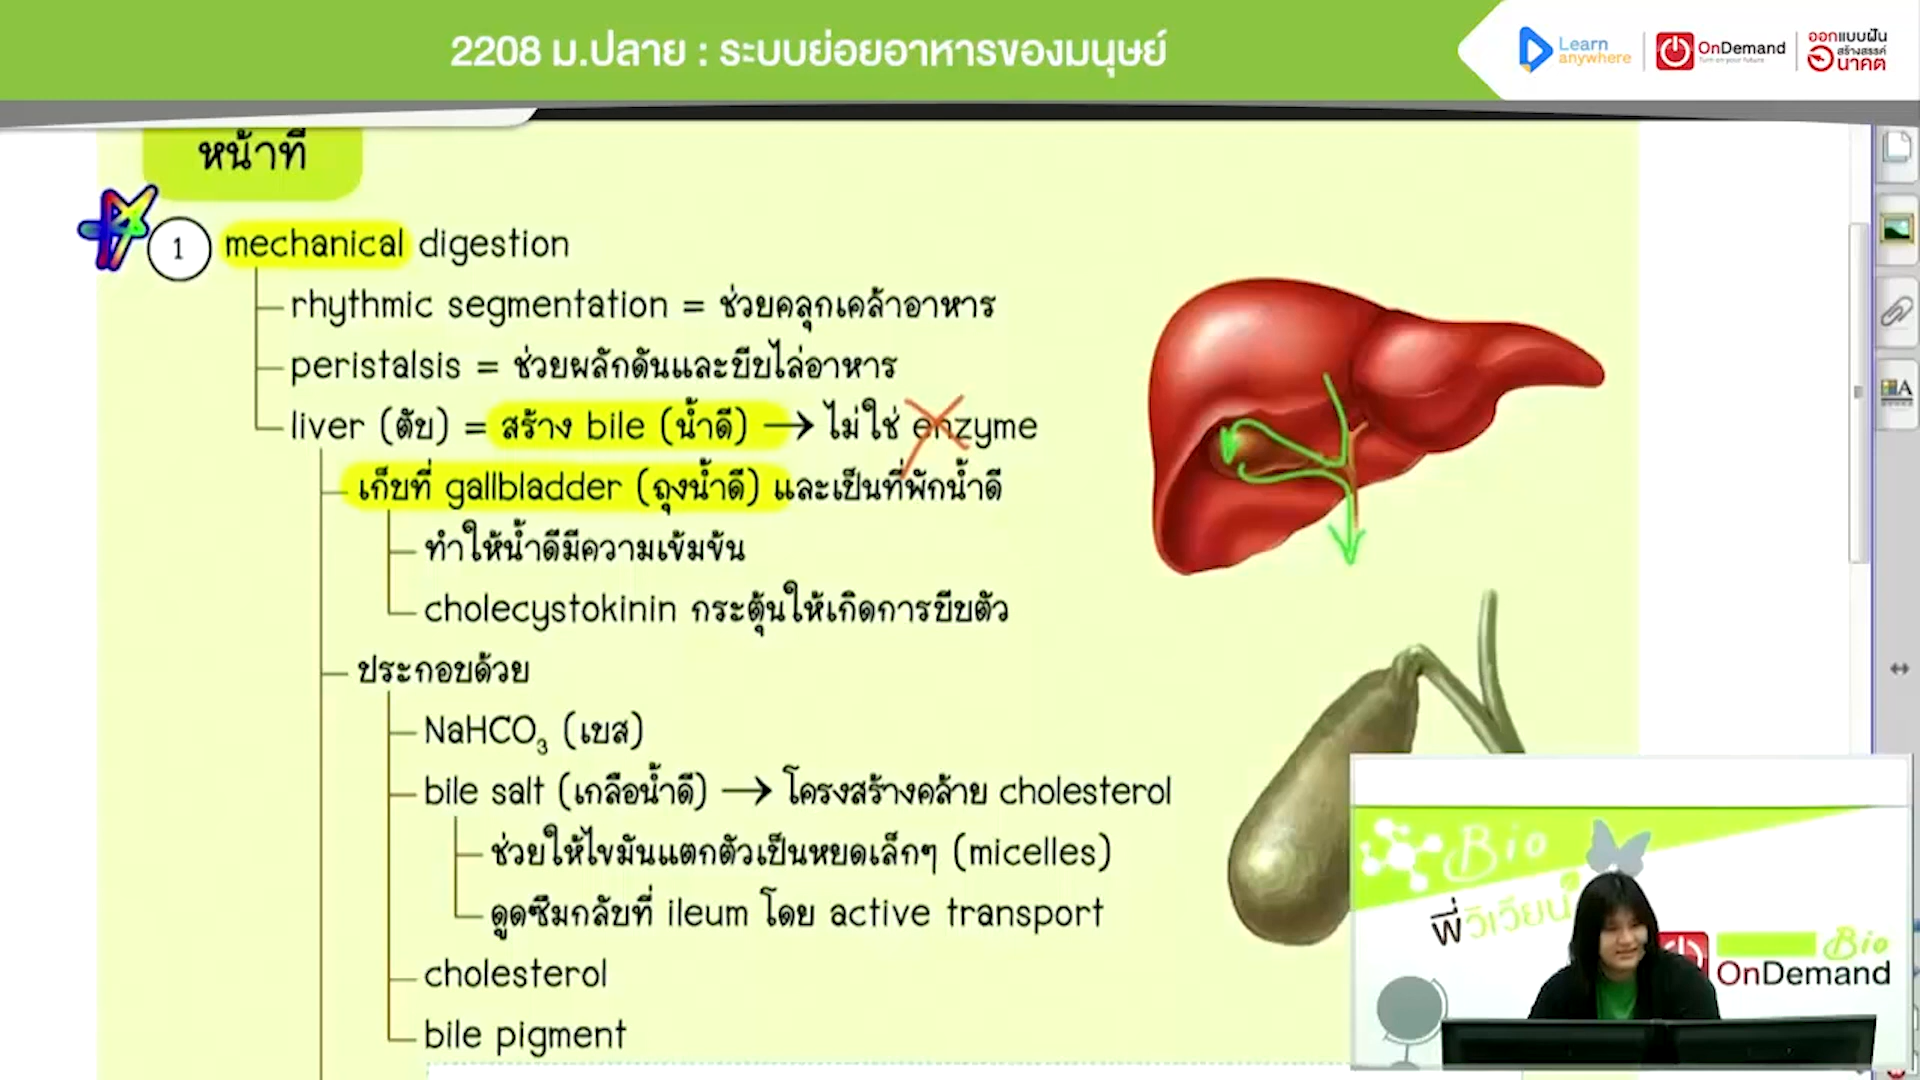 2208 ม.ปลาย : ระบบย่อยอาหารของมนุษย์
Learn
anywhere
OnDemand
Turn on your future
ออกแบบฝัน
สร้างสรรค์
อนาคต
หน้าที่
1 mechanical digestion
rhythmic segmentation = ช่วยคลุกเคล้าอาหาร
peristalsis = ช่วยผลักดันและบีบไล่อาหาร
liver (ตับ) = สร้าง bile (น้ำดี) → ไม่ใช่ enzyme
เก็บที่ gallbladder (ถุงน้ำดี) และเป็นที่พักน้ำดี
ทำให้น้ำดีมีความเข้มข้น
cholecystokinin กระตุ้นให้เกิดการบีบตัว
ประกอบด้วย
NaHCO₃ (เบส)
bile salt (เกลือน้ำดี) → โครงสร้างคล้าย cholesterol
ช่วยให้ไขมันแตกตัวเป็นหยดเล็กๆ (micelles)
ดูดซึมกลับที่ ileum โดย active transport
cholesterol
bile pigment
Bio
พี่วิเวียน
Bio
OnDemand